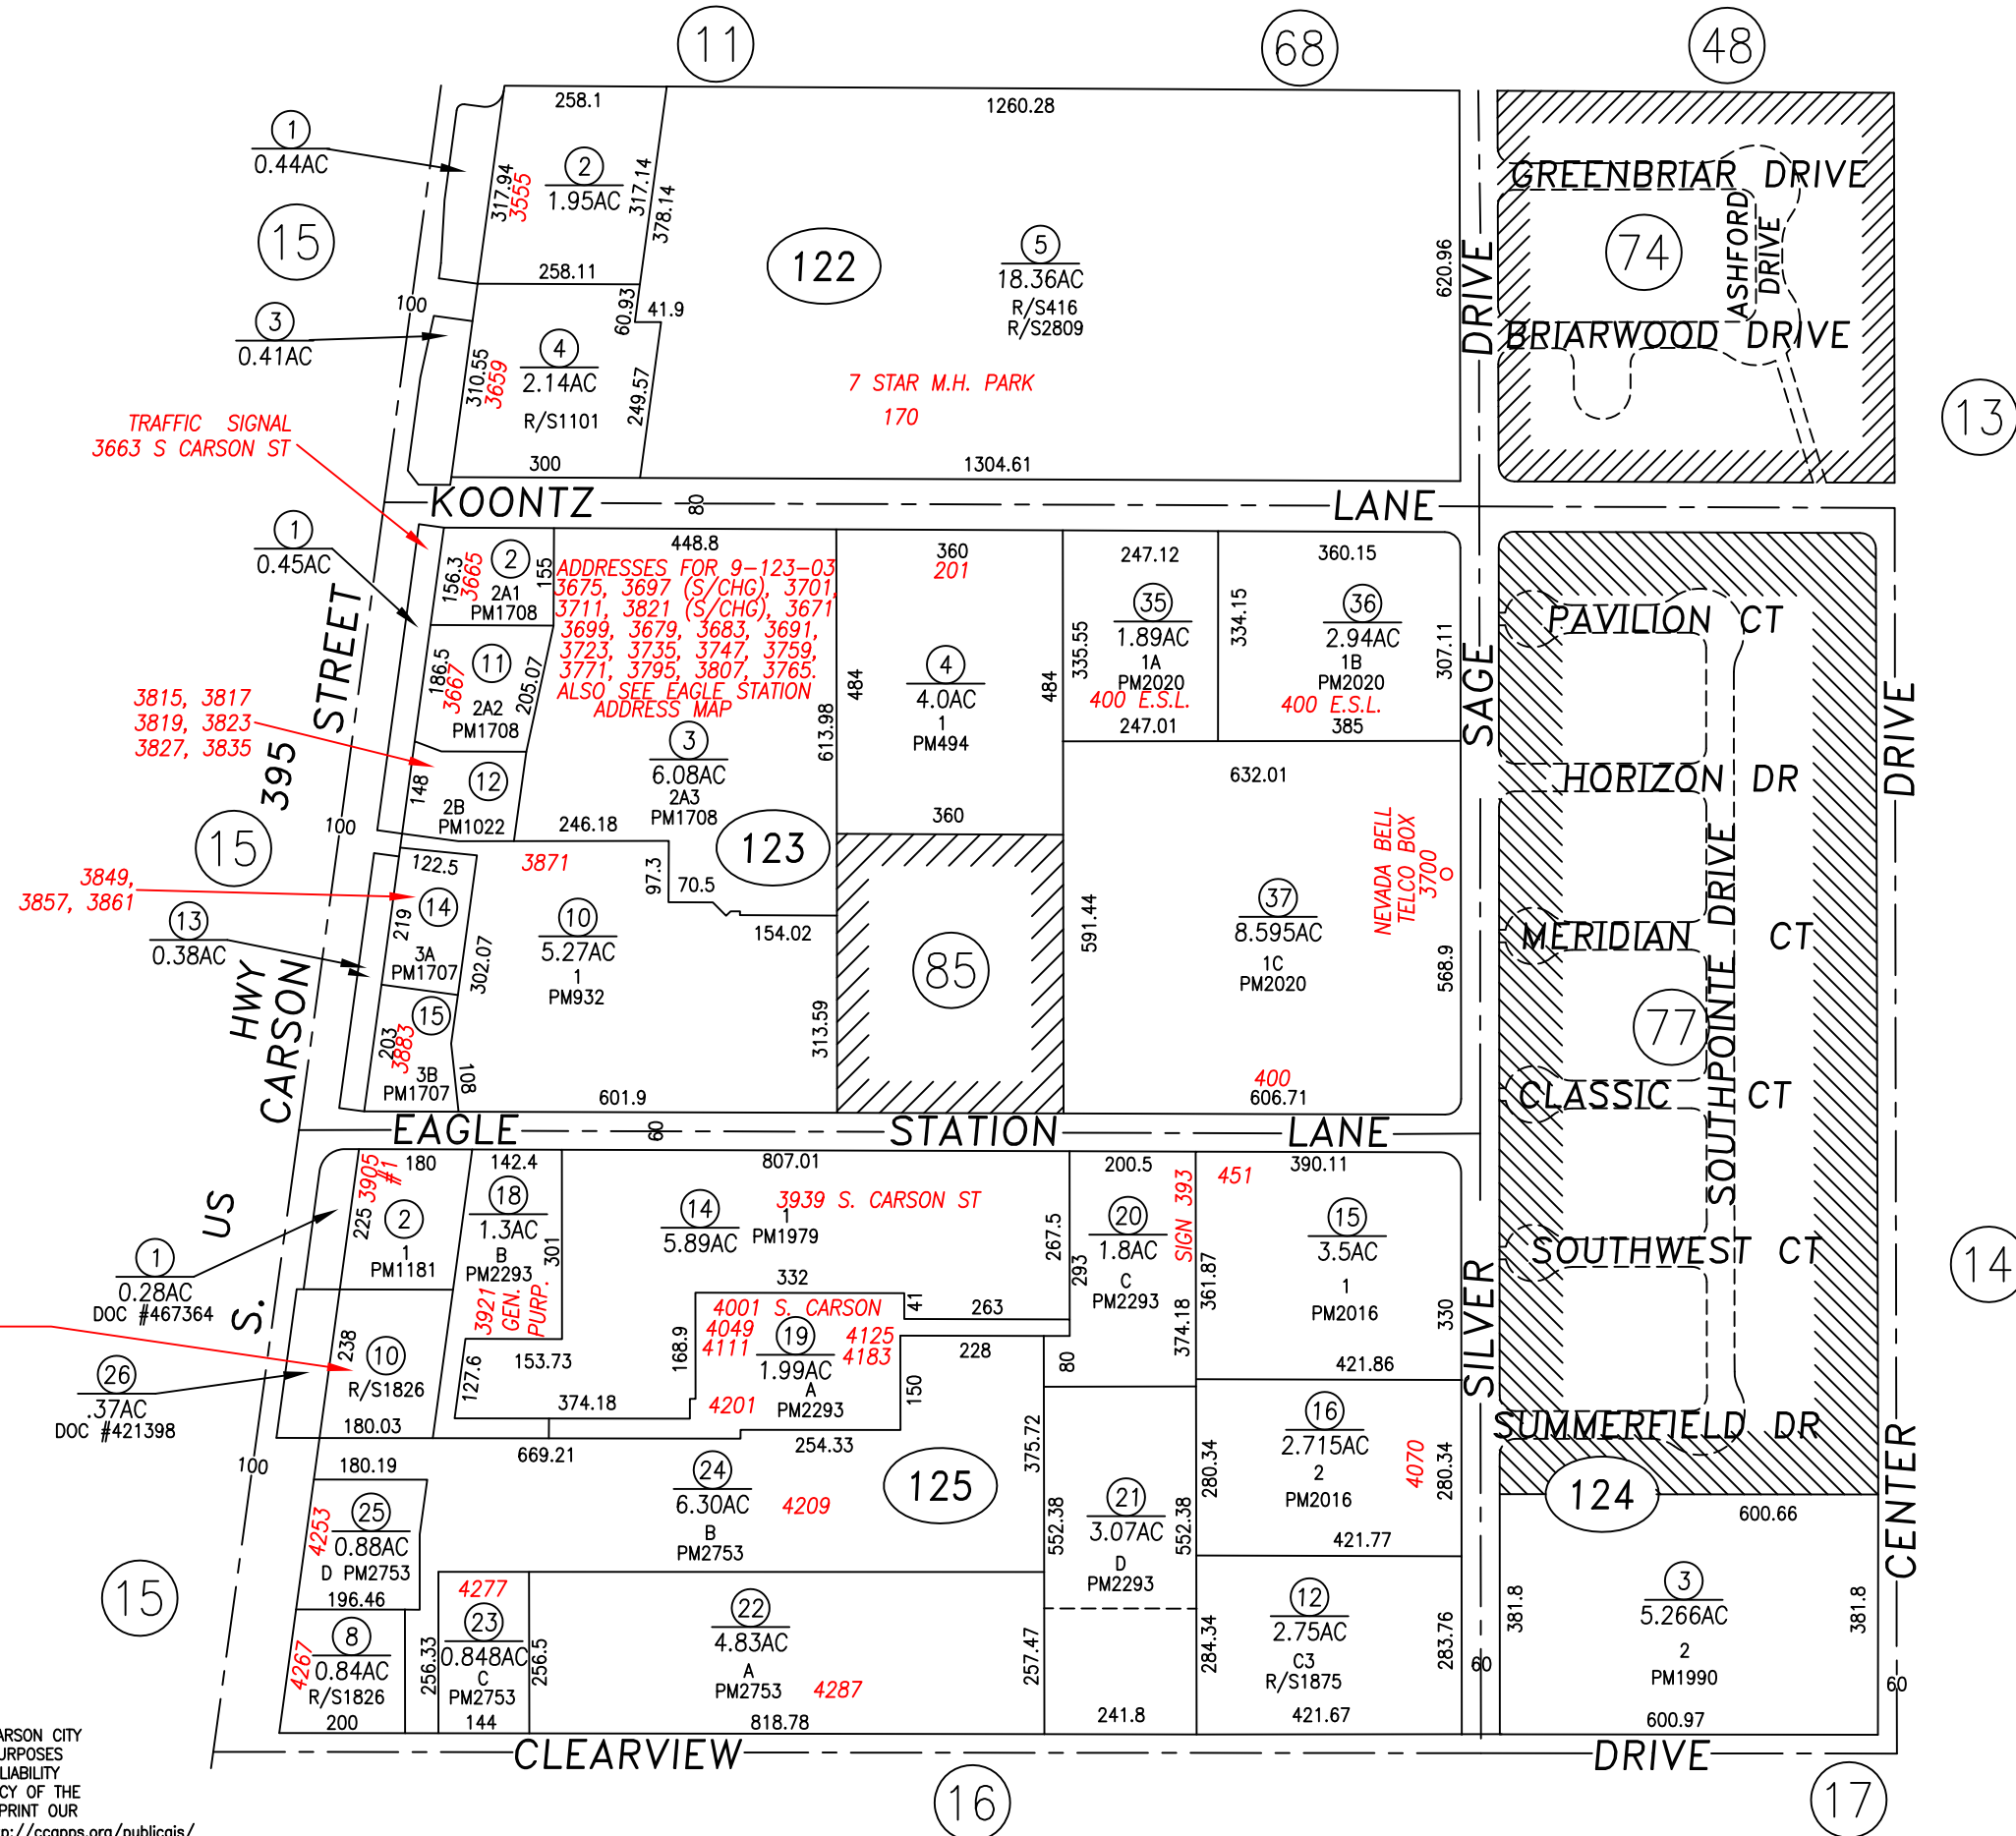 11
68
48
1
0.44AC
15
3
0.41AC
258.1
317.94
3555
2
1.95AC
317.14
378.14
258.11
1260.28
122
5
18.36AC
R/S416
R/S2809
620.96
7 STAR M.H. PARK
170
1304.61
100
60.93
41.9
310.55
3659
4
2.14AC
R/S1101
249.57
300
GREENBRIAR DRIVE
ASHFORD
DRIVE
74
BRIARWOOD DRIVE
13
DRIVE
TRAFFIC SIGNAL
3663 S CARSON ST
KOONTZ
80
LANE
1
0.45AC
156.3
3665
2
2A1
PM1708
155
448.8
ADDRESSES FOR 9-123-03
3675, 3697 (S/CHG), 3701,
3711, 3821 (S/CHG), 3671
3699, 3679, 3683, 3691,
3723, 3735, 3747, 3759,
3771, 3795, 3807, 3765.
ALSO SEE EAGLE STATION
ADDRESS MAP
186.5
3667
11
2A2
PM1708
205.07
3
6.08AC
2A3
PM1708
613.98
360
201
484
4
4.0AC
1
PM494
484
360
247.12
335.55
35
1.89AC
1A
PM2020
400 E.S.L.
247.01
334.15
360.15
36
2.94AC
1B
PM2020
400 E.S.L.
385
307.11
SAGE
PAVILION CT
HORIZON DR
DRIVE
3815, 3817
3819, 3823
3827, 3835
148
12
2B
PM1022
246.18
123
15
100
STREET
395
HWY
CARSON
US
S.
3849,
3857, 3861
122.5
219
14
3A
PM1707
13
0.38AC
302.07
203
3883
15
3B
PM1707
108
3871
97.3
70.5
10
5.27AC
1
PM932
154.02
313.59
601.9
85
632.01
591.44
37
8.595AC
1C
PM2020
NEVADA BELL
TELCO BOX
3700
568.9
400
606.71
MERIDIAN CT
77
SOUTHPOINTE DRIVE
CLASSIC CT
SOUTHWEST CT
14
SUMMERFIELD DR
EAGLE
60
STATION
LANE
225
3905
#1
180
2
1
PM1181
1
0.28AC
DOC #467364
142.4
18
1.3AC
B
PM2293
3921
GEN.
PURP.
301
153.73
127.6
807.01
14
5.89AC
1
PM1979
3939 S. CARSON ST
332
41
263
267.5
293
200.5
20
1.8AC
C
PM2293
SIGN 393
374.18
80
451
390.11
15
3.5AC
1
PM2016
361.87
330
421.86
SILVER
238
10
R/S1826
180.03
26
.37AC
DOC #421398
374.18
168.9
4001 S. CARSON
4049
4111
19
1.99AC
A
PM2293
4125
4183
4201
150
228
254.33
669.21
24
6.30AC
B
PM2753
4209
125
375.72
552.38
21
3.07AC
D
PM2293
552.38
241.8
280.34
16
2.715AC
2
PM2016
4070
280.34
421.77
124
600.66
CENTER
100
180.19
4253
25
0.88AC
D PM2753
196.46
15
4267
8
0.84AC
R/S1826
200
256.33
4277
23
0.848AC
C
PM2753
144
256.5
22
4.83AC
A
PM2753
4287
257.47
818.78
284.34
12
2.75AC
C3
R/S1875
283.76
421.67
60
381.8
3
5.266AC
2
PM1990
381.8
600.97
60
CLEARVIEW
DRIVE
16
17
ARSON CITY
URPOSES
LIABILITY
CY OF THE
PRINT OUR
p://ccapps.org/publicgis/